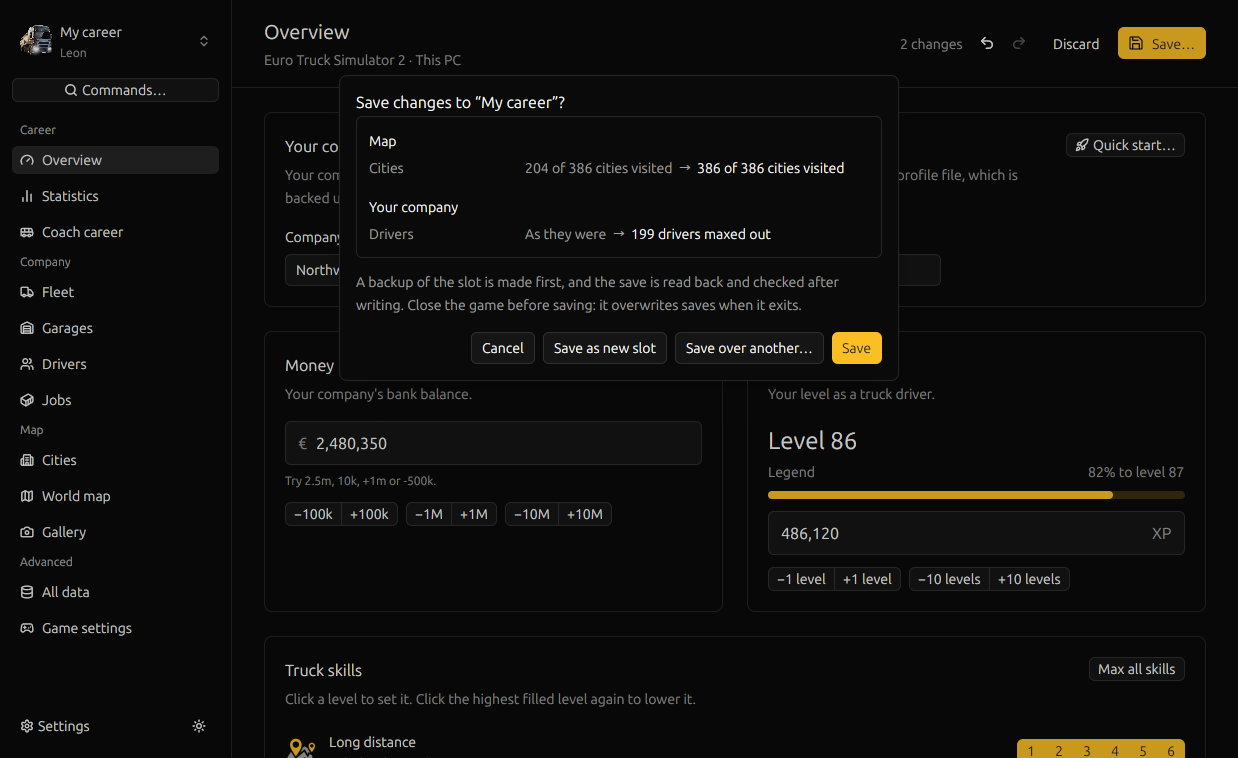 My career
Leon
Commands…
Career
Overview
Statistics
Coach career
Company
Fleet
Garages
Drivers
Jobs
Map
Cities
World map
Gallery
Advanced
All data
Game settings
Settings
Overview
Euro Truck Simulator 2 · This PC
2 changes
Discard
Save…
Your co
Quick start…
Your com
profile file, which is
backed u
Company
Northw
Save changes to “My career”?
Map
Cities 204 of 386 cities visited → 386 of 386 cities visited
Your company
Drivers As they were → 199 drivers maxed out
A backup of the slot is made first, and the save is read back and checked after
writing. Close the game before saving: it overwrites saves when it exits.
Cancel Save as new slot Save over another… Save
Money
Your company's bank balance.
€ 2,480,350
Try 2.5m, 10k, +1m or -500k.
−100k +100k −1M +1M −10M +10M
Your level as a truck driver.
Level 86
Legend 82% to level 87
486,120 XP
−1 level +1 level −10 levels +10 levels
Truck skills
Max all skills
Click a level to set it. Click the highest filled level again to lower it.
Long distance
1 2 3 4 5 6